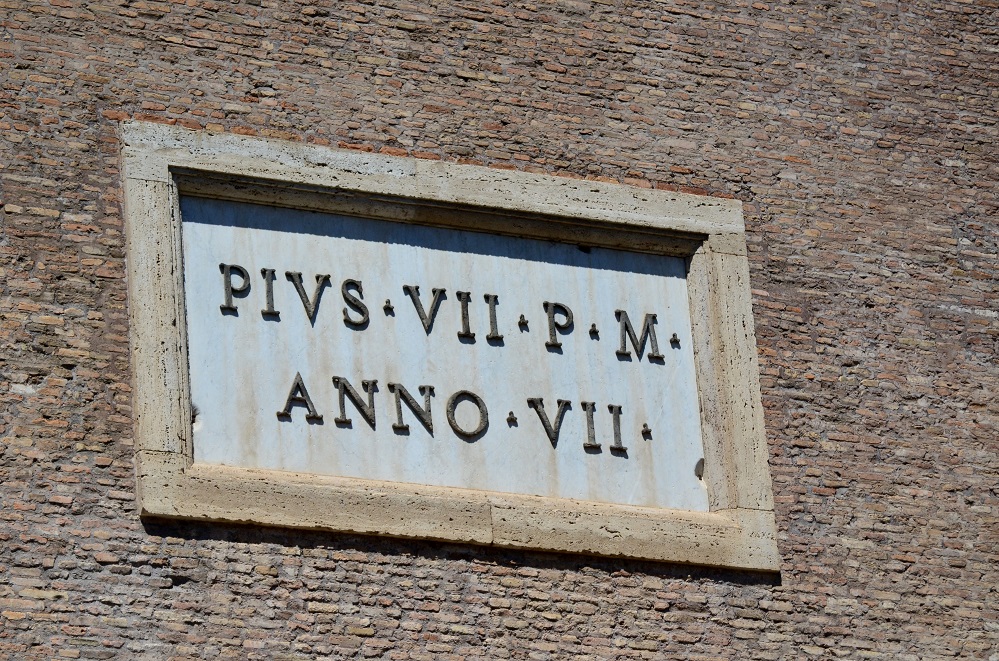 PIVS · VII · P · M ·
ANNO · VII ·